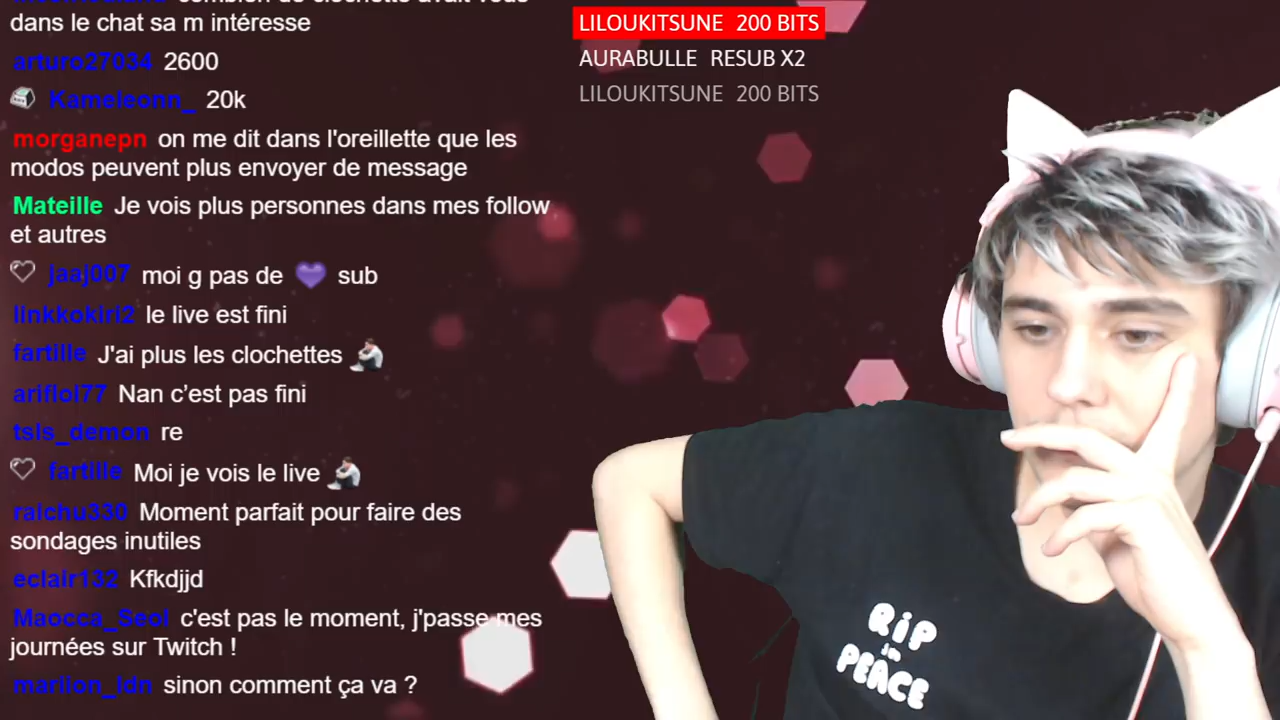 dans le chat sa m intéresse
arturo27034 2600
Kameleonn_ 20k
morganepn on me dit dans l'oreillette que les
modos peuvent plus envoyer de message
Mateille Je vois plus personnes dans mes follow
et autres
jaaj007 moi g pas de 💜 sub
linkkokiri2 le live est fini
fartille J'ai plus les clochettes
arifloi77 Nan c'est pas fini
tsls_demon re
fartille Moi je vois le live
raichu330 Moment parfait pour faire des
sondages inutiles
eclair132 Kfkdjjd
Maocca_Seol c'est pas le moment, j'passe mes
journées sur Twitch !
marlion_ldn sinon comment ça va ?
LILOUKITSUNE 200 BITS
AURABULLE RESUB X2
LILOUKITSUNE 200 BITS
RiP
in
PEACE